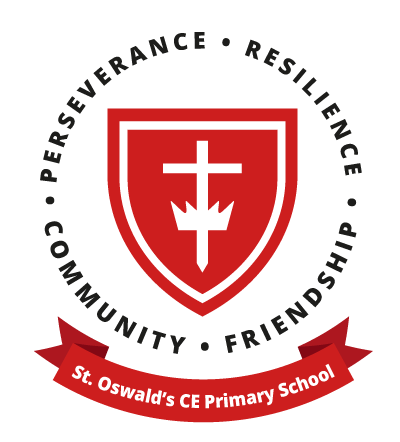 PERSEVERANCE • RESILIENCE • COMMUNITY • FRIENDSHIP •
St. Oswald's CE Primary School